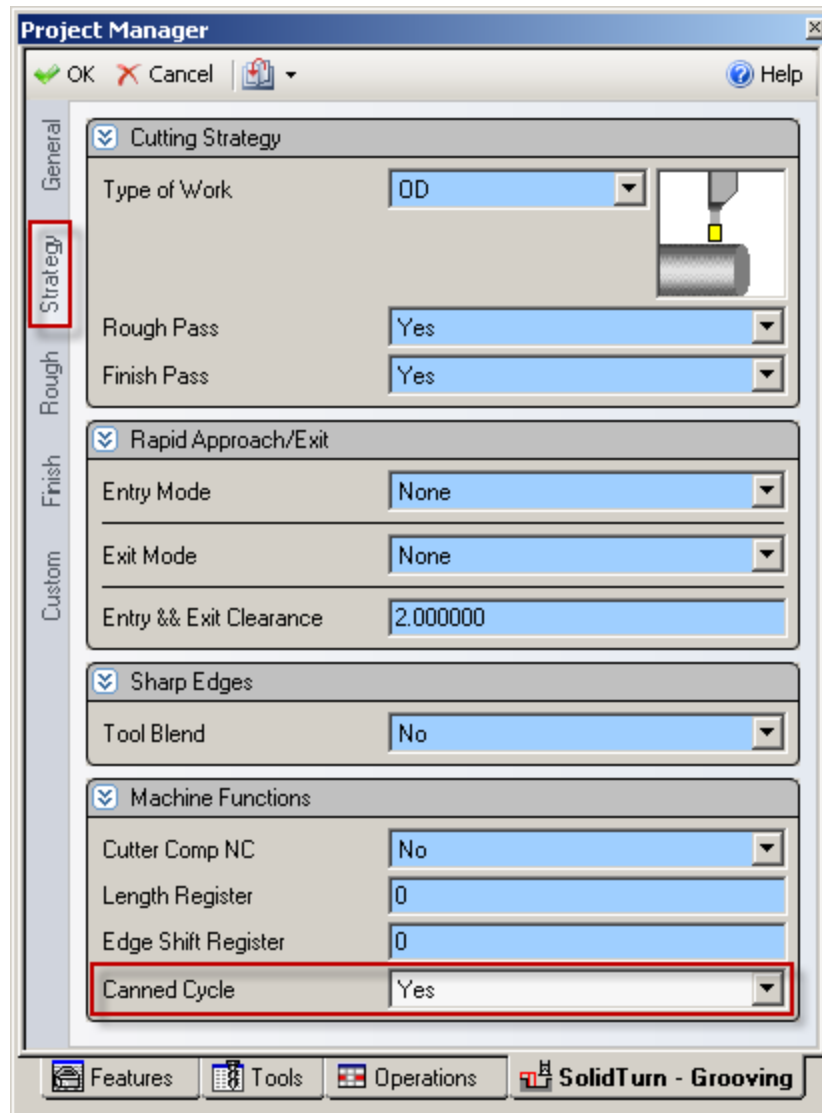 Project Manager
OK Cancel Help
General
Strategy
Rough
Finish
Custom
Cutting Strategy
Type of Work OD
Rough Pass Yes
Finish Pass Yes
Rapid Approach/Exit
Entry Mode None
Exit Mode None
Entry && Exit Clearance 2.000000
Sharp Edges
Tool Blend No
Machine Functions
Cutter Comp NC No
Length Register 0
Edge Shift Register 0
Canned Cycle Yes
Features Tools Operations SolidTurn - Grooving